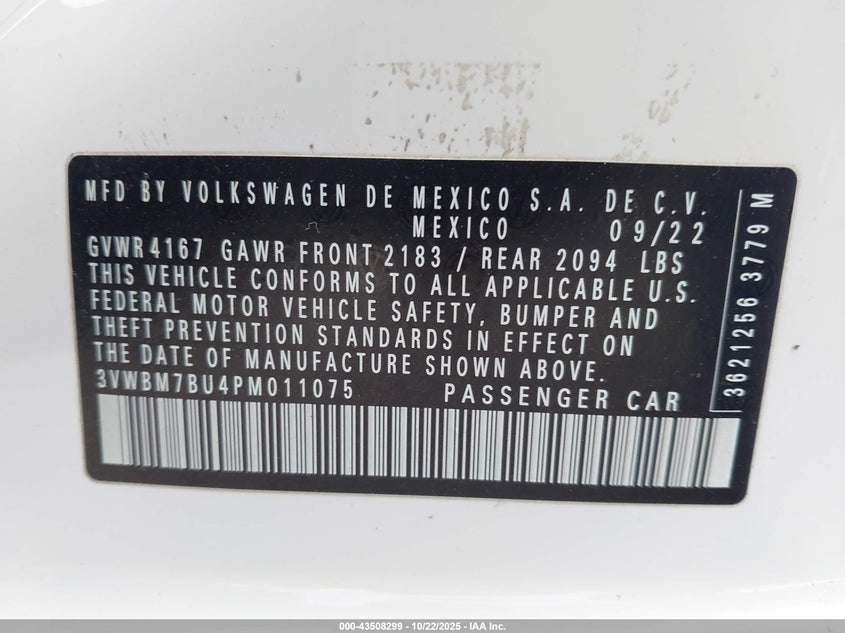 MFD BY VOLKSWAGEN DE MEXICO S.A. DE C.V.
MEXICO 09/22
GVWR 4167 GAWR FRONT 2183 / REAR 2094 LBS
THIS VEHICLE CONFORMS TO ALL APPLICABLE U.S.
FEDERAL MOTOR VEHICLE SAFETY, BUMPER AND
THEFT PREVENTION STANDARDS IN EFFECT ON
THE DATE OF MANUFACTURE SHOWN ABOVE.
3VWBM7BU4PM011075 PASSENGER CAR
3621256 3779 M
000-43508299 - 10/22/2025 - IAA Inc.